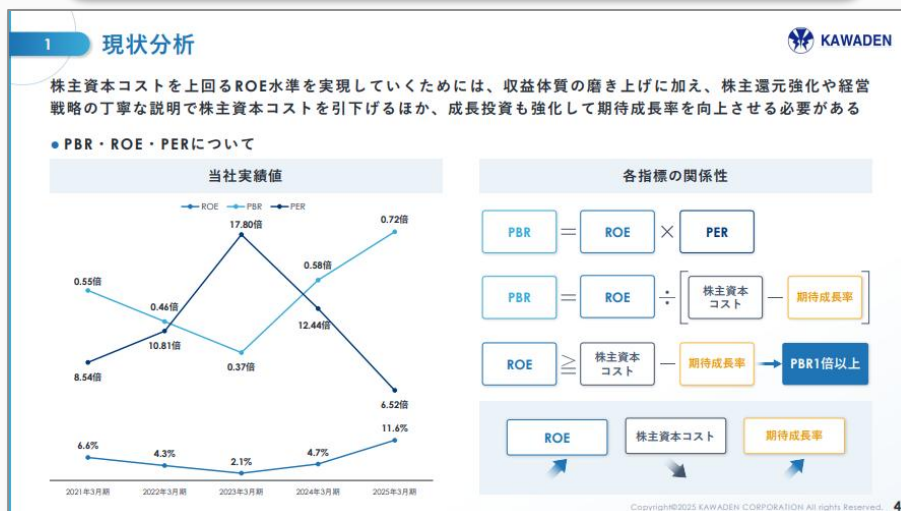 1
現状分析
KAWADEN
株主資本コストを上回るROE水準を実現していくためには、収益体質の磨き上げに加え、株主還元強化や経営
戦略の丁寧な説明で株主資本コストを引下げるほか、成長投資も強化して期待成長率を向上させる必要がある
● PBR・ROE・PERについて
当社実績値
ROE PBR PER
17.80倍
0.72倍
0.55倍
0.58倍
0.46倍
10.81倍
12.44倍
0.37倍
8.54倍
6.52倍
11.6%
6.6%
4.3%
2.1%
4.7%
2021年3月期 2022年3月期 2023年3月期 2024年3月期 2025年3月期
各指標の関係性
PBR = ROE × PER
PBR = ROE ÷ [ 株主資本
コスト − 期待成長率 ]
ROE ≧ 株主資本
コスト − 期待成長率 → PBR1倍以上
ROE 株主資本コスト 期待成長率
Copyright©2025 KAWADEN CORPORATION All rights Reserved. 4